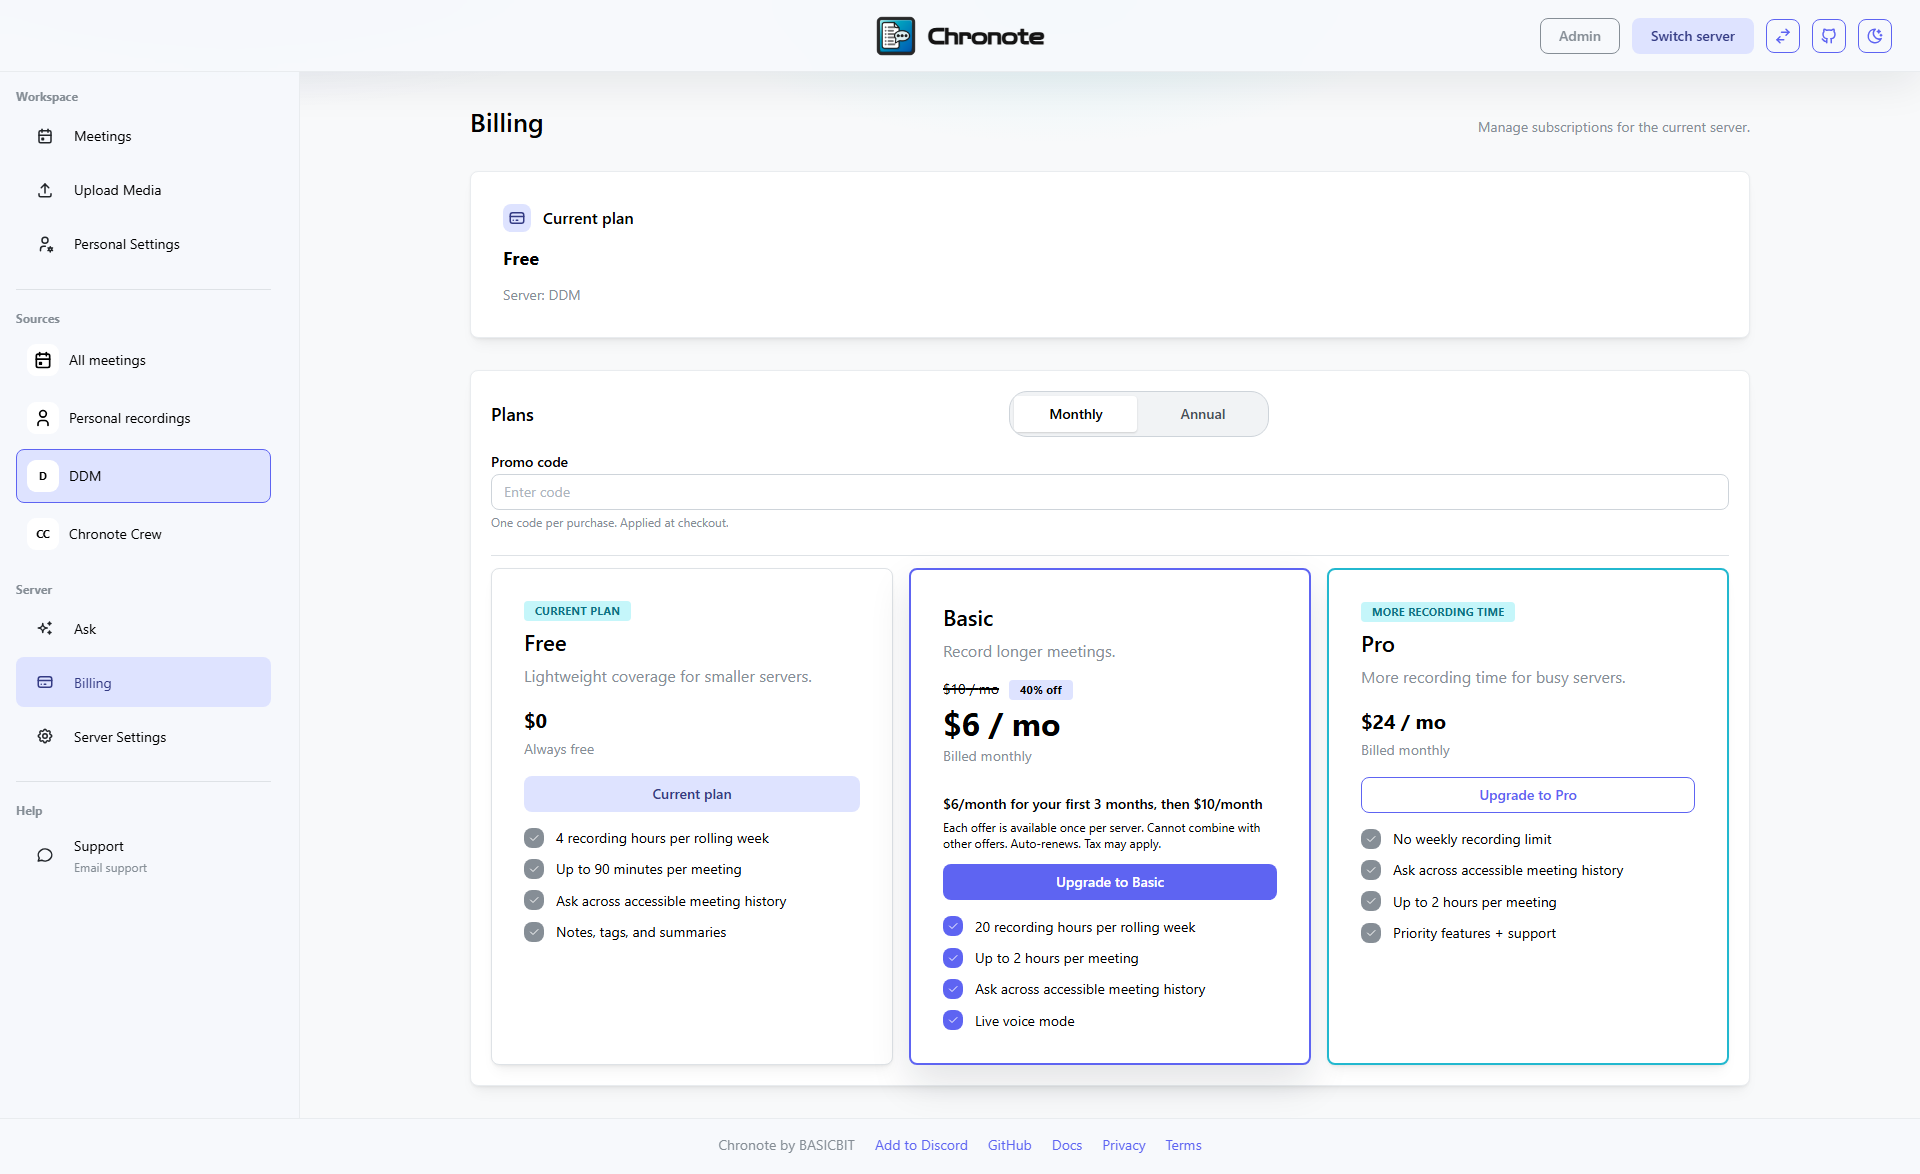 Chronote
Admin
Switch server
Workspace
Meetings
Upload Media
Personal Settings
Sources
All meetings
Personal recordings
D
DDM
CC
Chronote Crew
Server
Ask
Billing
Server Settings
Help
Support
Email support
Billing
Manage subscriptions for the current server.
Current plan
Free
Server: DDM
Plans
Monthly
Annual
Promo code
Enter code
One code per purchase. Applied at checkout.
CURRENT PLAN
Free
Lightweight coverage for smaller servers.
$0
Always free
Current plan
4 recording hours per rolling week
Up to 90 minutes per meeting
Ask across accessible meeting history
Notes, tags, and summaries
Basic
Record longer meetings.
$10 / mo
40% off
$6 / mo
Billed monthly
$6/month for your first 3 months, then $10/month
Each offer is available once per server. Cannot combine with
other offers. Auto-renews. Tax may apply.
Upgrade to Basic
20 recording hours per rolling week
Up to 2 hours per meeting
Ask across accessible meeting history
Live voice mode
MORE RECORDING TIME
Pro
More recording time for busy servers.
$24 / mo
Billed monthly
Upgrade to Pro
No weekly recording limit
Ask across accessible meeting history
Up to 2 hours per meeting
Priority features + support
Chronote by BASICBIT
Add to Discord
GitHub
Docs
Privacy
Terms